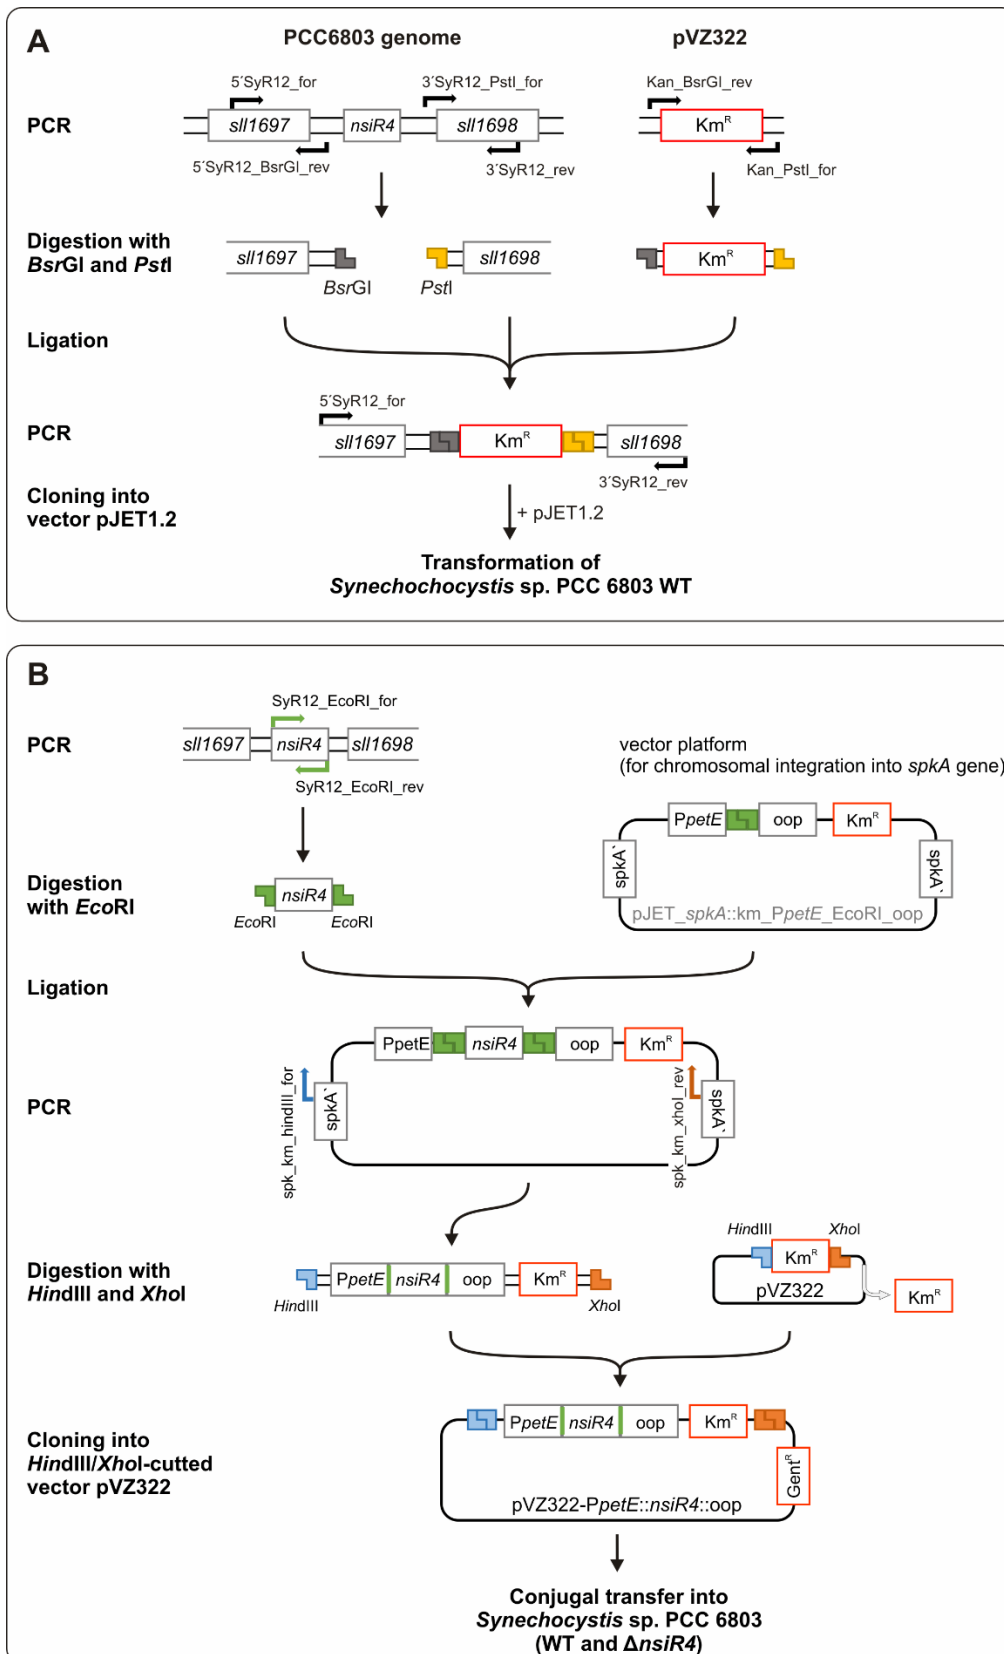 A
PCC6803 genome
pVZ322
5´SyR12_for
3´SyR12_PstI_for
Kan_BsrGI_rev
PCR
sll1697
nsiR4
sll1698
KmR
5´SyR12_BsrGI_rev
3´SyR12_rev
Kan_PstI_for
Digestion with
BsrGI and PstI
sll1697
sll1698
KmR
BsrGI
PstI
Ligation
5´SyR12_for
PCR
sll1697
KmR
sll1698
3´SyR12_rev
Cloning into
vector pJET1.2
+ pJET1.2
Transformation of
Synechochocystis sp. PCC 6803 WT
B
SyR12_EcoRI_for
PCR
sll1697
nsiR4
sll1698
SyR12_EcoRI_rev
vector platform
(for chromosomal integration into spkA gene)
PpetE
oop
KmR
spkA`
spkA`
pJET_spkA::km_PpetE_EcoRI_oop
Digestion
with EcoRI
nsiR4
EcoRI
EcoRI
Ligation
PpetE
nsiR4
oop
KmR
PCR
spk_km_hindIII_for
spkA`
spk_km_xhoI_rev
spkA`
Digestion with
HindIII and XhoI
PpetE
nsiR4
oop
KmR
HindIII
XhoI
HindIII
XhoI
KmR
pVZ322
KmR
Cloning into
HindIII/XhoI-cutted
vector pVZ322
PpetE
nsiR4
oop
KmR
GentR
pVZ322-PpetE::nsiR4::oop
Conjugal transfer into
Synechocystis sp. PCC 6803
(WT and ΔnsiR4)